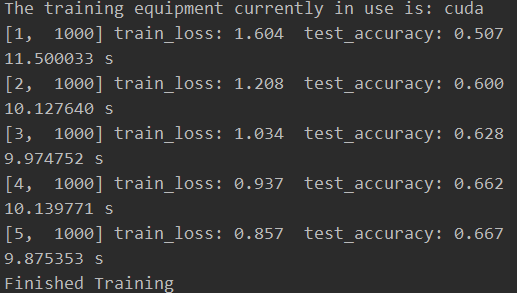 The training equipment currently in use is: cuda
[1,  1000] train_loss: 1.604  test_accuracy: 0.507
11.500033 s
[2,  1000] train_loss: 1.208  test_accuracy: 0.600
10.127640 s
[3,  1000] train_loss: 1.034  test_accuracy: 0.628
9.974752 s
[4,  1000] train_loss: 0.937  test_accuracy: 0.662
10.139771 s
[5,  1000] train_loss: 0.857  test_accuracy: 0.667
9.875353 s
Finished Training